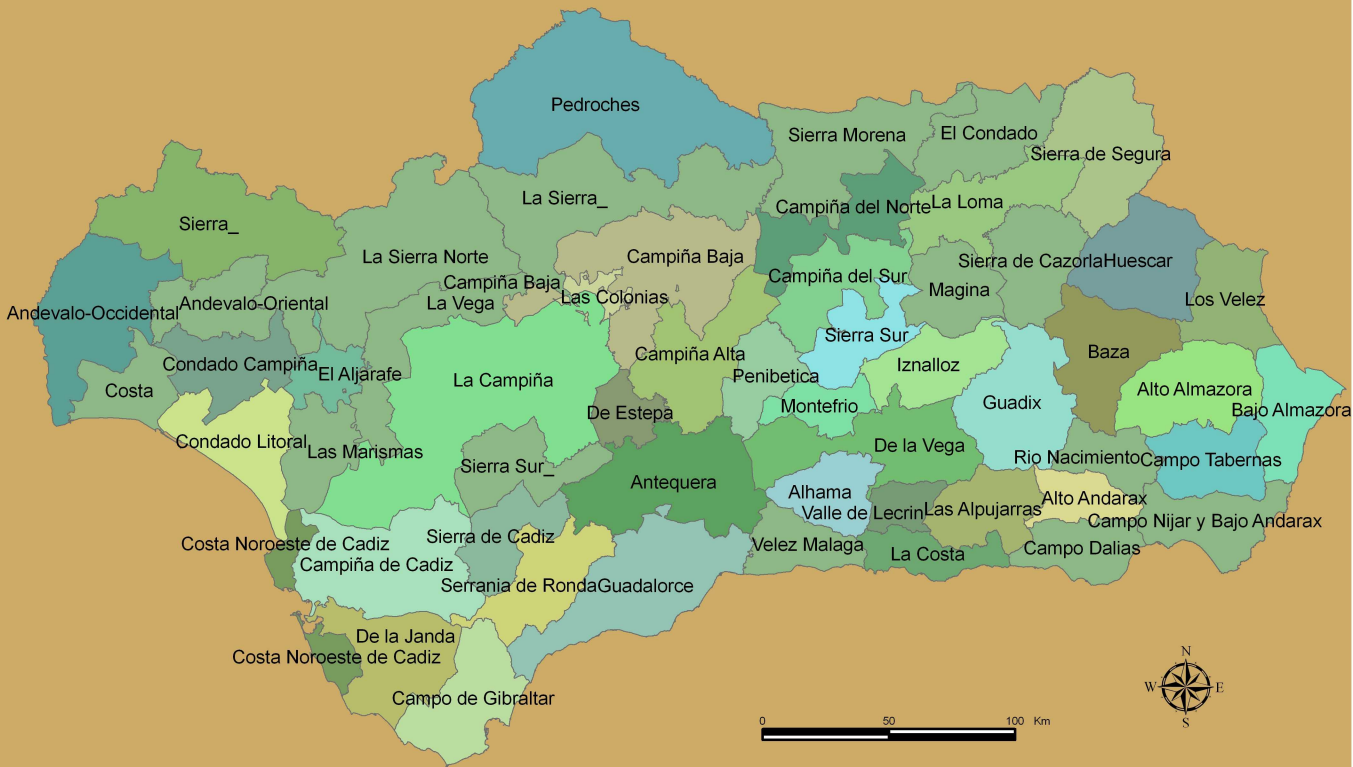 Pedroches
Sierra Morena
El Condado
Sierra de Segura
La Sierra_
Campiña del Norte
La Loma
Sierra_
La Sierra Norte
Campiña Baja
Sierra de Cazorla
Huescar
Campiña Baja
Campiña del Sur
Magina
Andevalo-Occidental
Andevalo-Oriental
La Vega
Las Colonias
Los Velez
Sierra Sur
Condado Campiña
El Aljarafe
Campiña Alta
Baza
Iznalloz
Costa
La Campiña
Penibetica
Alto Almazora
Guadix
Montefrio
De Estepa
Bajo Almazora
Condado Litoral
Las Marismas
De la Vega
Sierra Sur_
Rio Nacimiento
Campo Tabernas
Antequera
Alhama
Alto Andarax
Valle de Lecrin
Las Alpujarras
Campo Nijar y Bajo Andarax
Costa Noroeste de Cadiz
Sierra de Cadiz
Velez Malaga
La Costa
Campo Dalias
Campiña de Cadiz
Serrania de Ronda
Guadalorce
De la Janda
Costa Noroeste de Cadiz
Campo de Gibraltar
N
W
E
S
0 50 100 Km